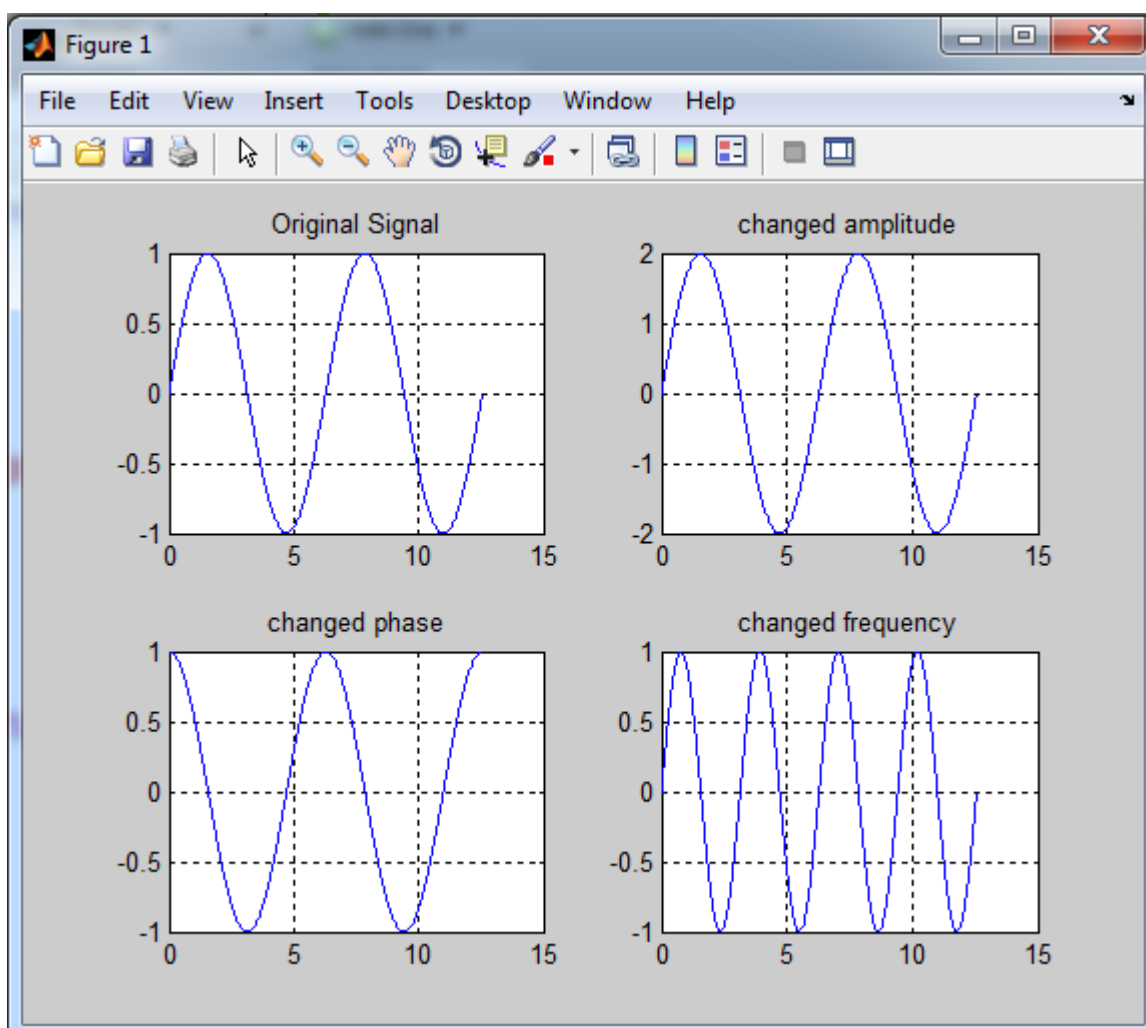 Figure 1
File Edit View Insert Tools Desktop Window Help
Original Signal
1
0.5
0
-0.5
-1
0 5 10 15
changed amplitude
2
1
0
-1
-2
0 5 10 15
changed phase
1
0.5
0
-0.5
-1
0 5 10 15
changed frequency
1
0.5
0
-0.5
-1
0 5 10 15